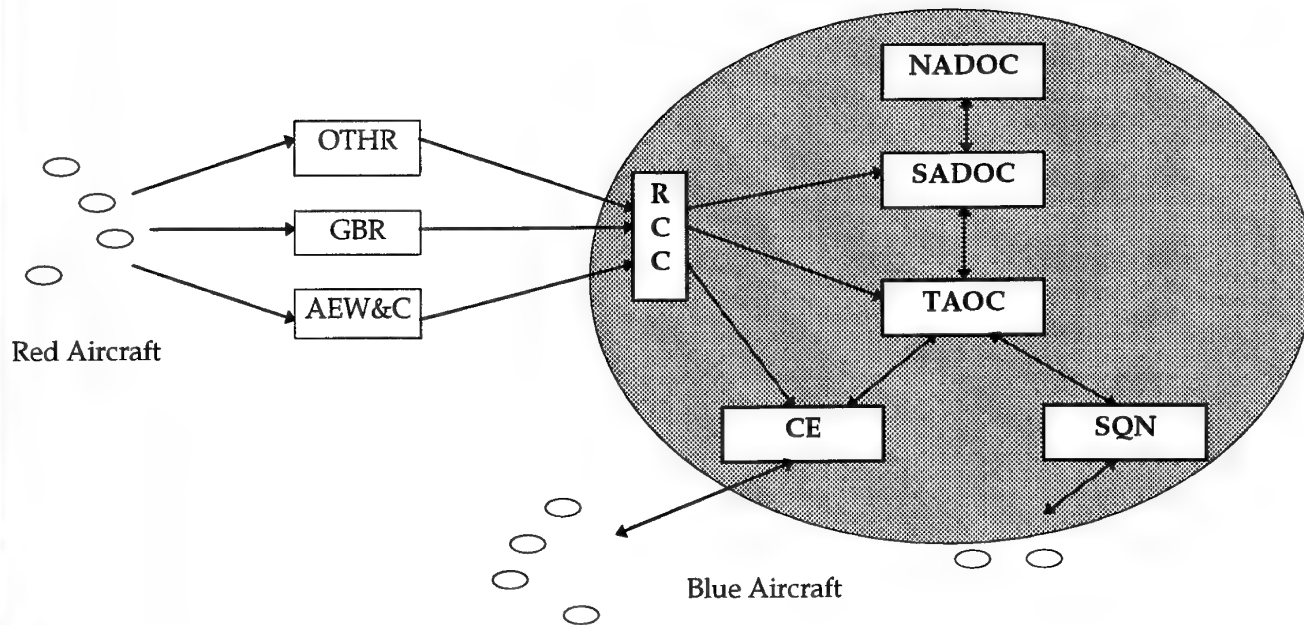 NADOC
OTHR
SADOC
R
C
C
GBR
AEW&C
TAOC
Red Aircraft
CE
SQN
Blue Aircraft